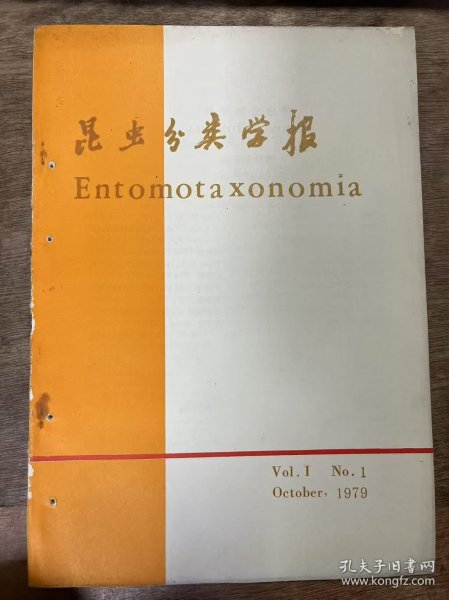 昆虫分类学报
Entomotaxonomia
Vol. I No. 1
October, 1979
孔夫子旧书网
www.kongfz.com